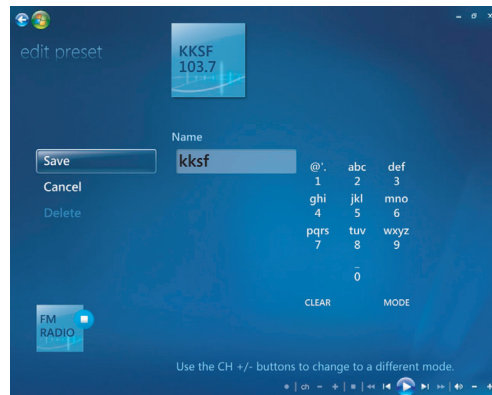 edit preset
KKSF
103.7
Name
kksf
Save
Cancel
Delete
@'. abc def
1 2 3
ghi jkl mno
4 5 6
pqrs tuv wxyz
7 8 9
_
0
CLEAR MODE
FM
RADIO
Use the CH +/- buttons to change to a different mode.
ch - +